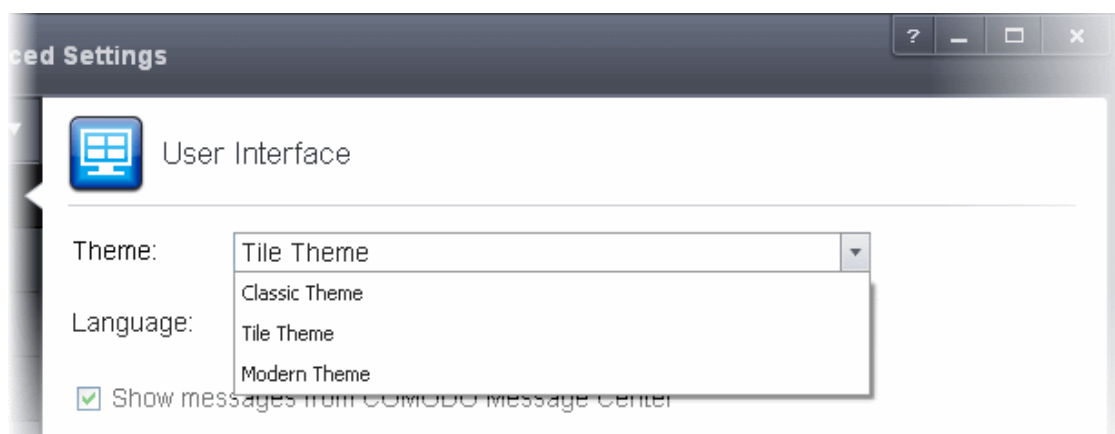 ced Settings
?
User Interface
Theme:
Tile Theme
Classic Theme
Language:
Tile Theme
Modern Theme
Show messages from COMODO Message Center